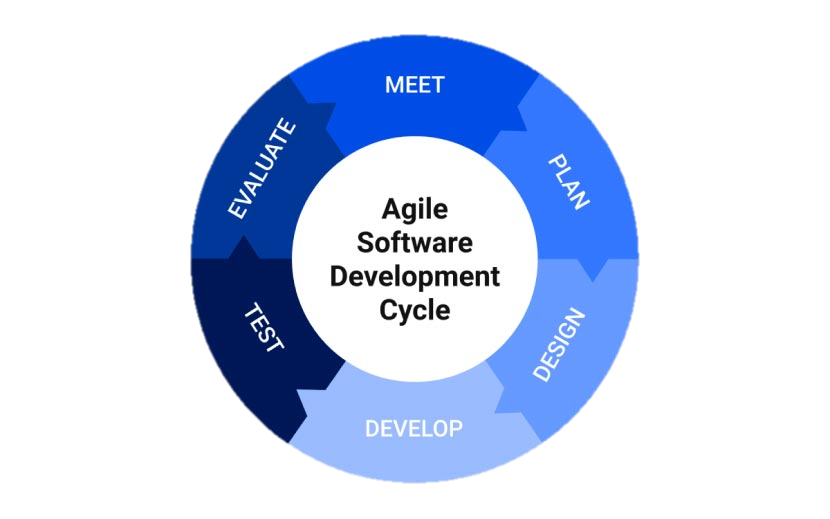 MEET
PLAN
DESIGN
DEVELOP
TEST
EVALUATE
Agile
Software
Development
Cycle